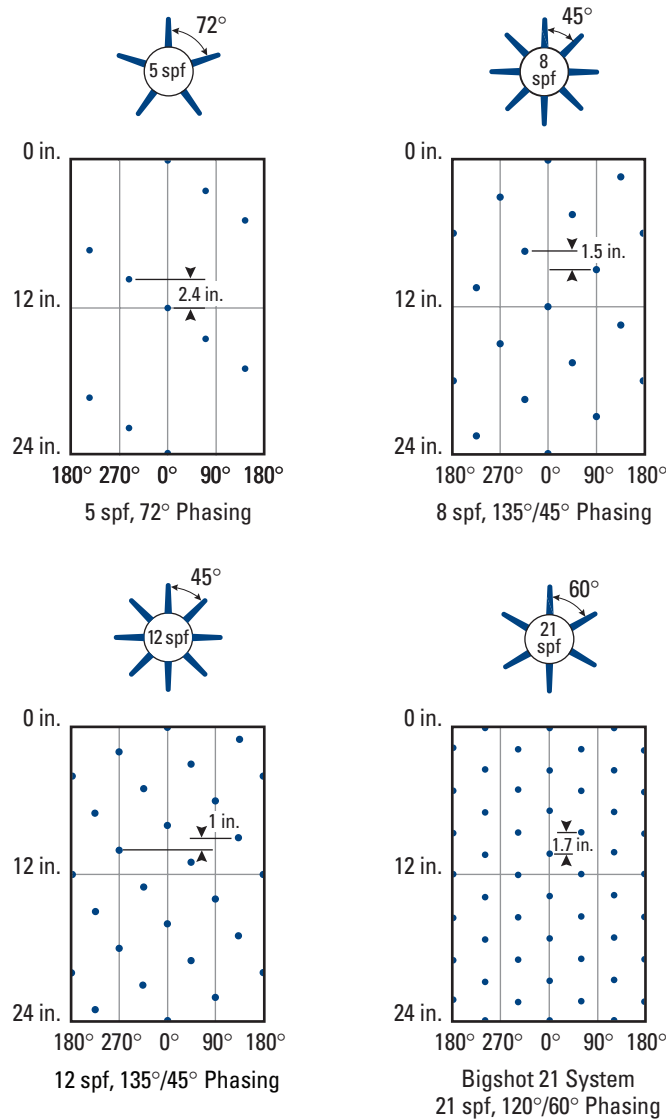 72°
5 spf
0 in.
2.4 in.
12 in.
24 in.
180° 270° 0° 90° 180°
5 spf, 72° Phasing
45°
8
spf
0 in.
1.5 in.
12 in.
24 in.
180° 270° 0° 90° 180°
8 spf, 135°/45° Phasing
45°
12 spf
0 in.
1 in.
12 in.
24 in.
180° 270° 0° 90° 180°
12 spf, 135°/45° Phasing
60°
21
spf
0 in.
1.7 in.
12 in.
24 in.
180° 270° 0° 90° 180°
Bigshot 21 System
21 spf, 120°/60° Phasing